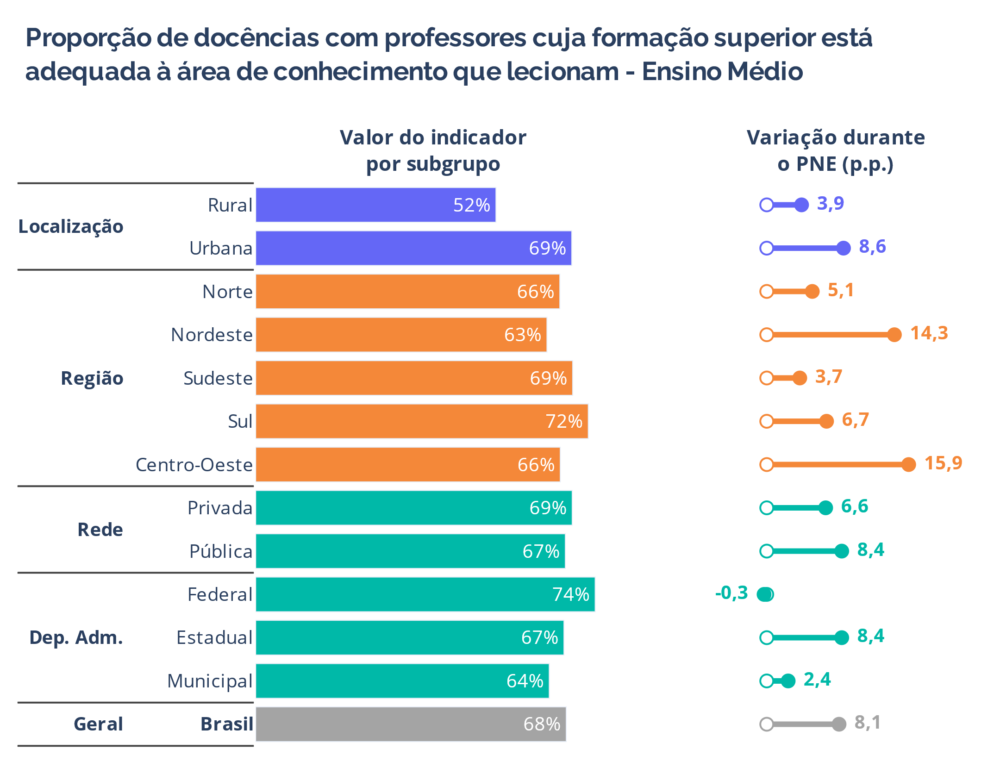 Proporção de docências com professores cuja formação superior está
adequada à área de conhecimento que lecionam - Ensino Médio
Valor do indicador
por subgrupo
Variação durante
o PNE (p.p.)
Localização
Rural 52% 3,9
Urbana 69% 8,6
Região
Norte 66% 5,1
Nordeste 63% 14,3
Sudeste 69% 3,7
Sul 72% 6,7
Centro-Oeste 66% 15,9
Rede
Privada 69% 6,6
Pública 67% 8,4
Dep. Adm.
Federal 74% -0,3
Estadual 67% 8,4
Municipal 64% 2,4
Geral Brasil 68% 8,1